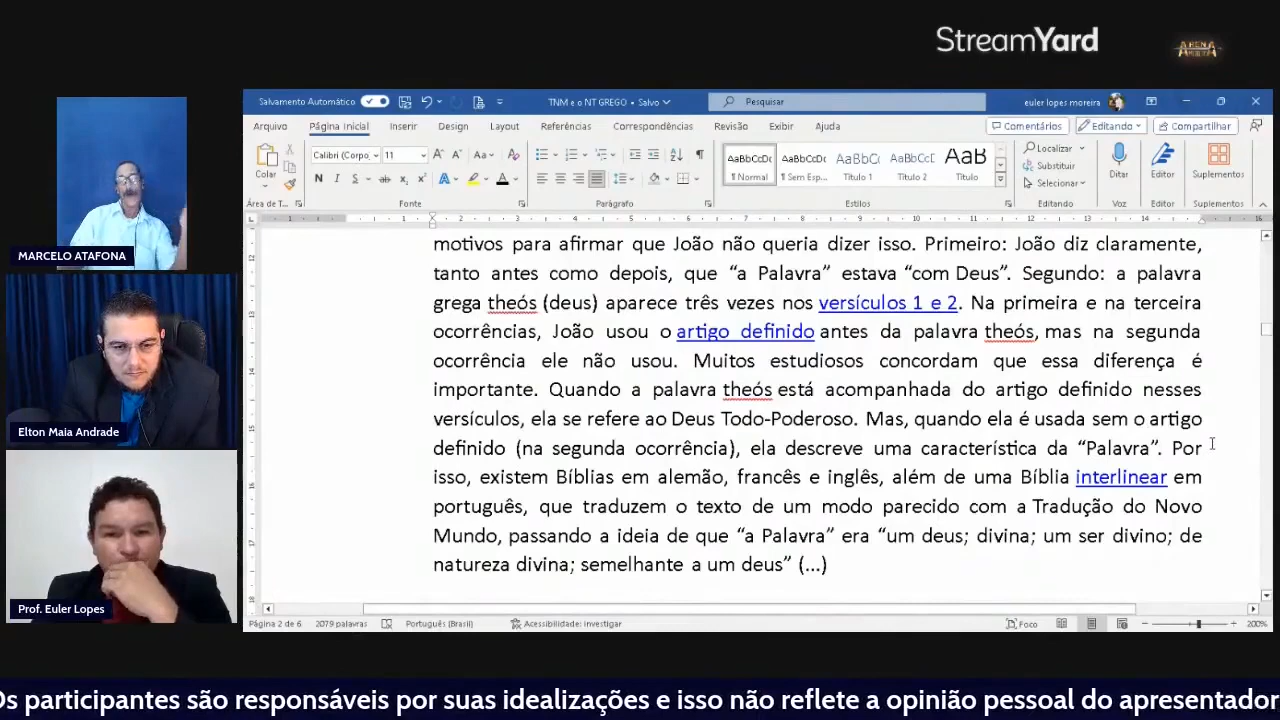 StreamYard
ARENA
Salvamento Automático
TNM e o NT GREGO • Salvo
Pesquisar
euler lopes moreira
Arquivo Página Inicial Inserir Design Layout Referências Correspondências Revisão Exibir Ajuda
Comentários Editando Compartilhar
Colar
Calibri (Corpo, 11
AaBbCcDc AaBbCcDc AaBbCc AaBbCcD AaB
¶ Normal ¶ Sem Esp... Título 1 Título 2 Título
Localizar
Substituir
Selecionar
Ditar Editor Suplementos
Área de T... Fonte Parágrafo Estilos Editando Voz Editor Suplementos
motivos para afirmar que João não queria dizer isso. Primeiro: João diz claramente,
tanto antes como depois, que “a Palavra” estava “com Deus”. Segundo: a palavra
grega theós (deus) aparece três vezes nos versículos 1 e 2. Na primeira e na terceira
ocorrências, João usou o artigo definido antes da palavra theós, mas na segunda
ocorrência ele não usou. Muitos estudiosos concordam que essa diferença é
importante. Quando a palavra theós está acompanhada do artigo definido nesses
versículos, ela se refere ao Deus Todo-Poderoso. Mas, quando ela é usada sem o artigo
definido (na segunda ocorrência), ela descreve uma característica da “Palavra”. Por
isso, existem Bíblias em alemão, francês e inglês, além de uma Bíblia interlinear em
português, que traduzem o texto de um modo parecido com a Tradução do Novo
Mundo, passando a ideia de que “a Palavra” era “um deus; divina; um ser divino; de
natureza divina; semelhante a um deus” (...)
Página 2 de 6 2079 palavras Português (Brasil) Acessibilidade: investigar Foco 200%
MARCELO ATAFONA
Elton Maia Andrade
Prof. Euler Lopes
Os participantes são responsáveis por suas idealizações e isso não reflete a opinião pessoal do apresentador